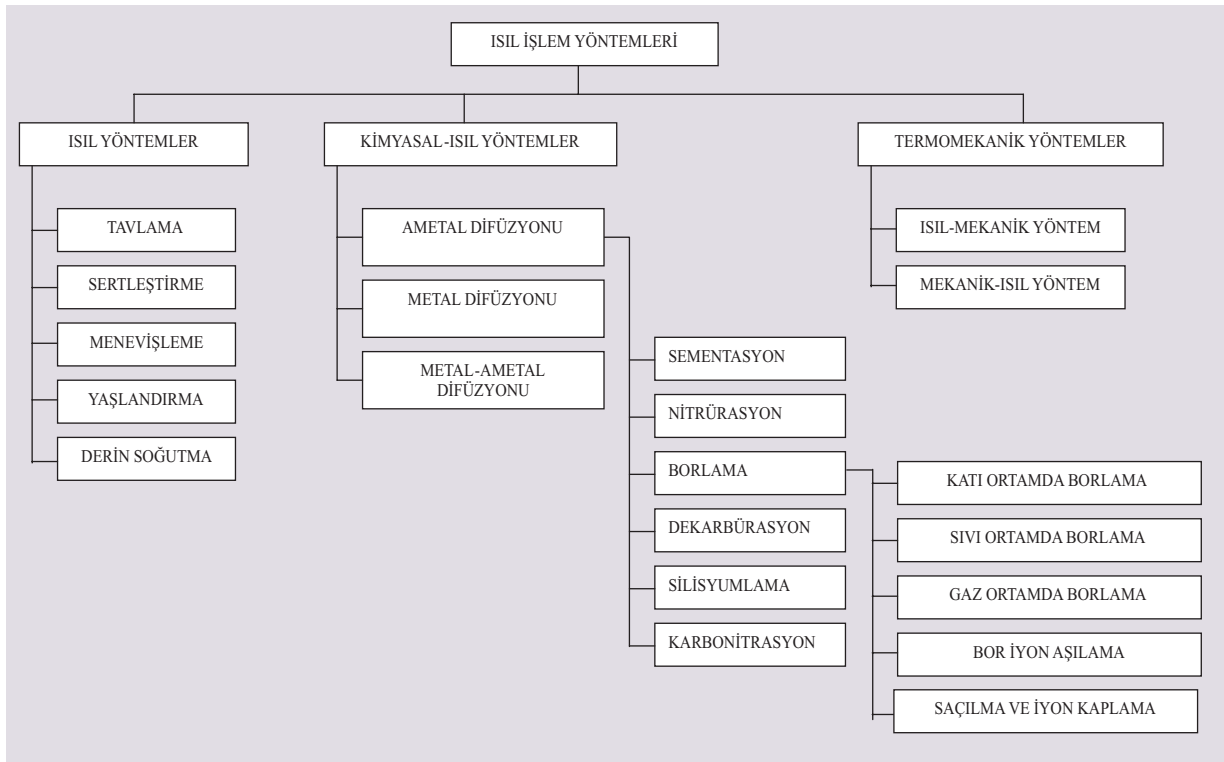 ISIL İŞLEM YÖNTEMLERİ
ISIL YÖNTEMLER
KİMYASAL-ISIL YÖNTEMLER
TERMOMEKANİK YÖNTEMLER
TAVLAMA
SERTLEŞTİRME
MENEVİŞLEME
YAŞLANDIRMA
DERİN SOĞUTMA
AMETAL DİFÜZYONU
METAL DİFÜZYONU
METAL-AMETAL
DİFÜZYONU
SEMENTASYON
NİTRÜRASYON
BORLAMA
DEKARBÜRASYON
SİLİSYUMLAMA
KARBONİTRASYON
KATI ORTAMDA BORLAMA
SIVI ORTAMDA BORLAMA
GAZ ORTAMDA BORLAMA
BOR İYON AŞILAMA
SAÇILMA VE İYON KAPLAMA
ISIL-MEKANİK YÖNTEM
MEKANİK-ISIL YÖNTEM